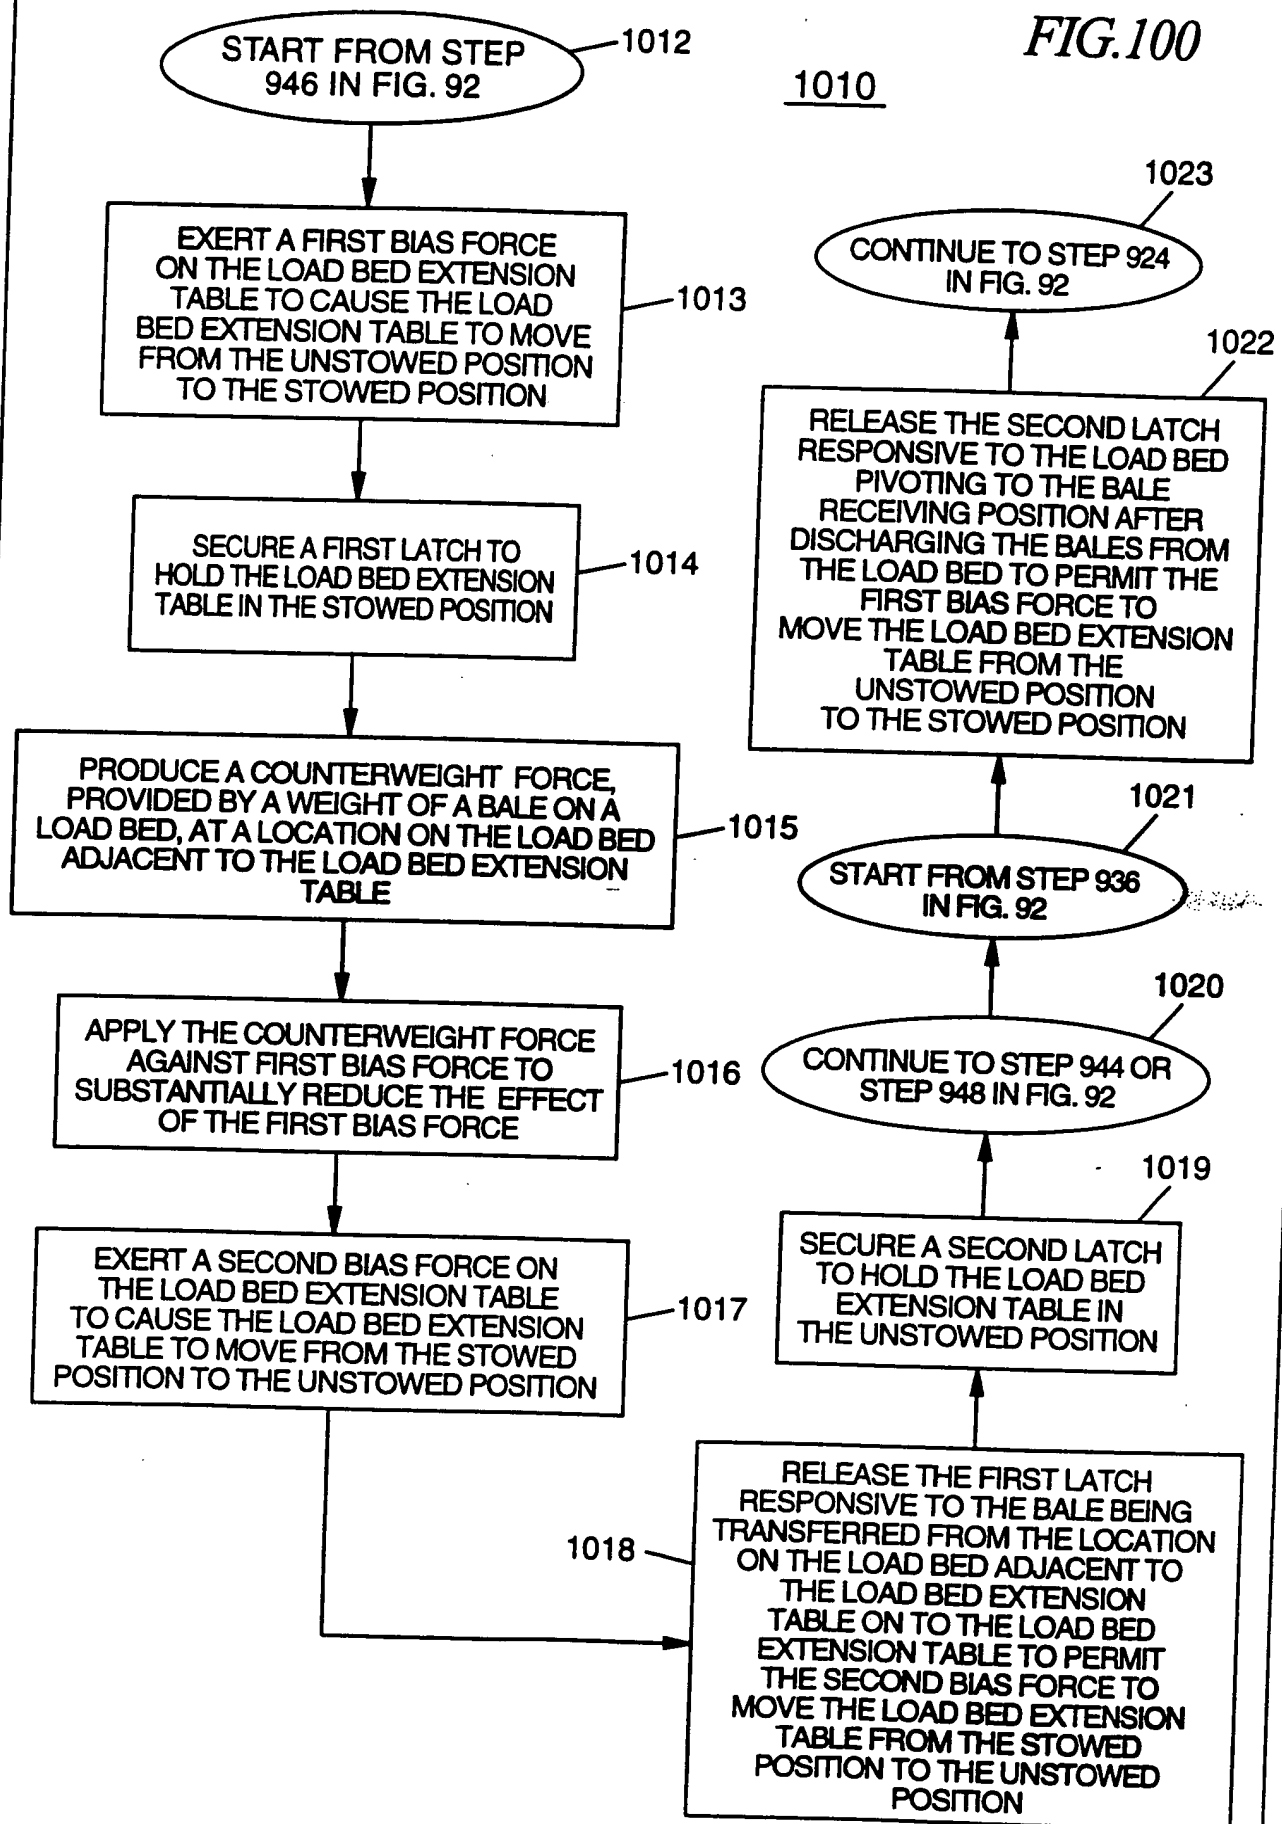 FIG.100
1010
START FROM STEP
946 IN FIG. 92
1012
EXERT A FIRST BIAS FORCE
ON THE LOAD BED EXTENSION
TABLE TO CAUSE THE LOAD
BED EXTENSION TABLE TO MOVE
FROM THE UNSTOWED POSITION
TO THE STOWED POSITION
1013
SECURE A FIRST LATCH TO
HOLD THE LOAD BED EXTENSION
TABLE IN THE STOWED POSITION
1014
PRODUCE A COUNTERWEIGHT FORCE,
PROVIDED BY A WEIGHT OF A BALE ON A
LOAD BED, AT A LOCATION ON THE LOAD BED
ADJACENT TO THE LOAD BED EXTENSION
TABLE
1015
APPLY THE COUNTERWEIGHT FORCE
AGAINST FIRST BIAS FORCE TO
SUBSTANTIALLY REDUCE THE EFFECT
OF THE FIRST BIAS FORCE
1016
EXERT A SECOND BIAS FORCE ON
THE LOAD BED EXTENSION TABLE
TO CAUSE THE LOAD BED EXTENSION
TABLE TO MOVE FROM THE STOWED
POSITION TO THE UNSTOWED POSITION
1017
RELEASE THE FIRST LATCH
RESPONSIVE TO THE BALE BEING
TRANSFERRED FROM THE LOCATION
ON THE LOAD BED ADJACENT TO
THE LOAD BED EXTENSION
TABLE ON TO THE LOAD BED
EXTENSION TABLE TO PERMIT
THE SECOND BIAS FORCE TO
MOVE THE LOAD BED EXTENSION
TABLE FROM THE STOWED
POSITION TO THE UNSTOWED
POSITION
1018
SECURE A SECOND LATCH
TO HOLD THE LOAD BED
EXTENSION TABLE IN
THE UNSTOWED POSITION
1019
CONTINUE TO STEP 944 OR
STEP 948 IN FIG. 92
1020
START FROM STEP 936
IN FIG. 92
1021
RELEASE THE SECOND LATCH
RESPONSIVE TO THE LOAD BED
PIVOTING TO THE BALE
RECEIVING POSITION AFTER
DISCHARGING THE BALES FROM
THE LOAD BED TO PERMIT THE
FIRST BIAS FORCE TO
MOVE THE LOAD BED EXTENSION
TABLE FROM THE
UNSTOWED POSITION
TO THE STOWED POSITION
1022
CONTINUE TO STEP 924
IN FIG. 92
1023